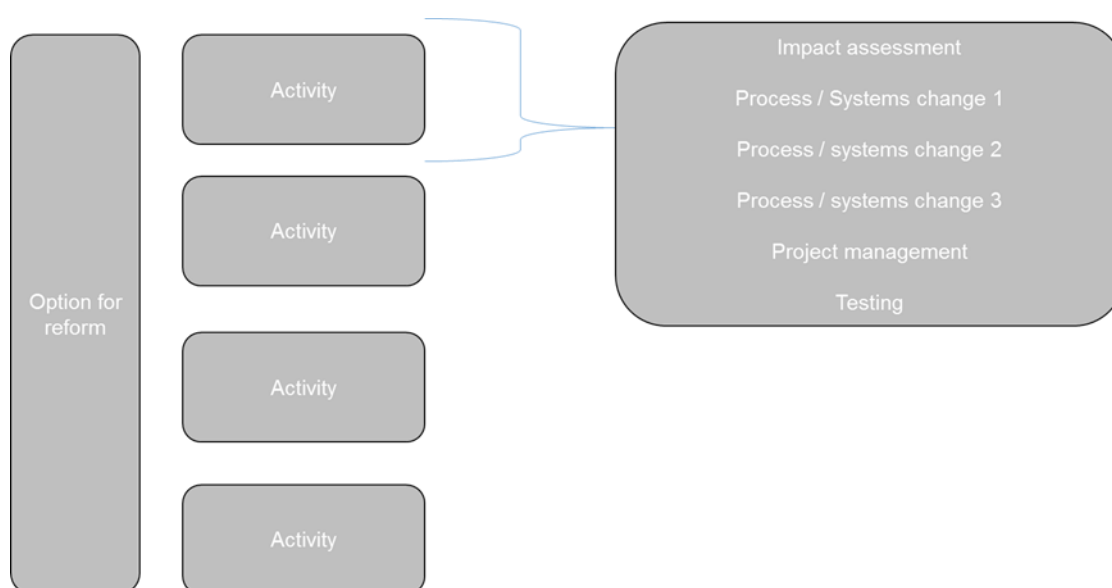 Option for
reform
Activity
Activity
Activity
Activity
Impact assessment
Process / Systems change 1
Process / systems change 2
Process / systems change 3
Project management
Testing